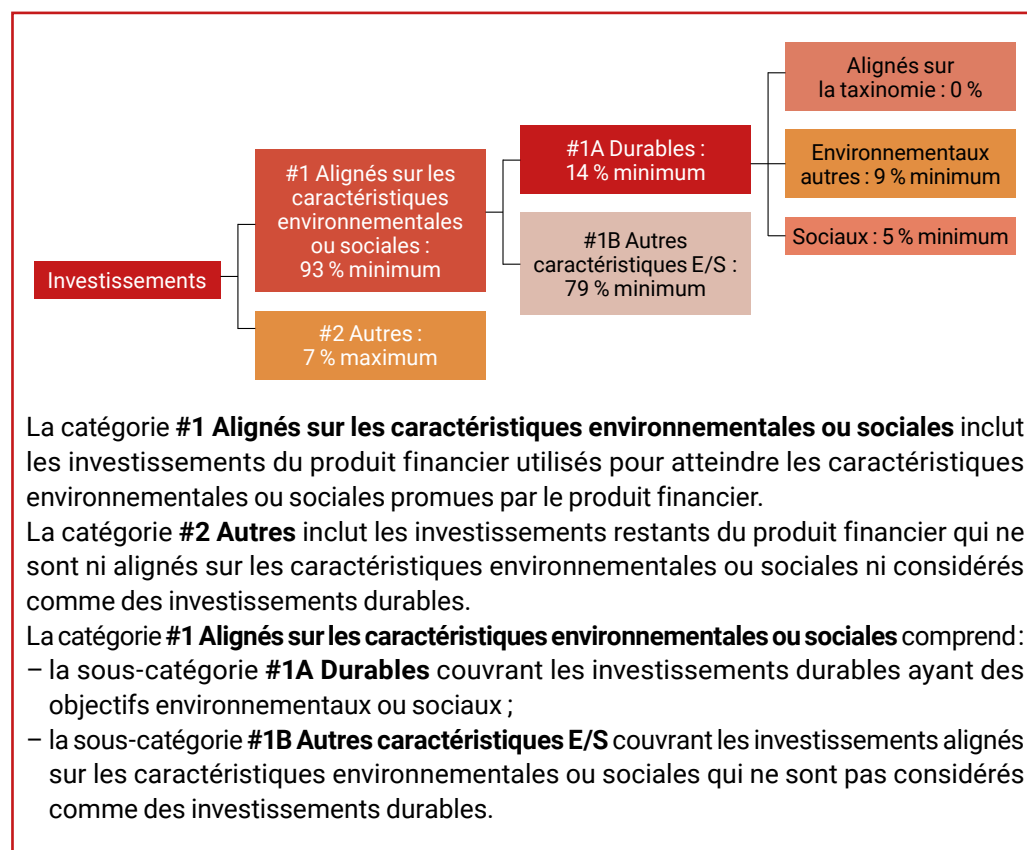 Investissements
#1 Alignés sur les
caractéristiques
environnementales
ou sociales :
93 % minimum
#2 Autres :
7 % maximum
#1A Durables :
14 % minimum
#1B Autres
caractéristiques E/S :
79 % minimum
Alignés sur
la taxinomie : 0 %
Environnementaux
autres : 9 % minimum
Sociaux : 5 % minimum
La catégorie #1 Alignés sur les caractéristiques environnementales ou sociales inclut
les investissements du produit financier utilisés pour atteindre les caractéristiques
environnementales ou sociales promues par le produit financier.
La catégorie #2 Autres inclut les investissements restants du produit financier qui ne
sont ni alignés sur les caractéristiques environnementales ou sociales ni considérés
comme des investissements durables.
La catégorie #1 Alignés sur les caractéristiques environnementales ou sociales comprend :
– la sous-catégorie #1A Durables couvrant les investissements durables ayant des
objectifs environnementaux ou sociaux ;
– la sous-catégorie #1B Autres caractéristiques E/S couvrant les investissements alignés
sur les caractéristiques environnementales ou sociales qui ne sont pas considérés
comme des investissements durables.